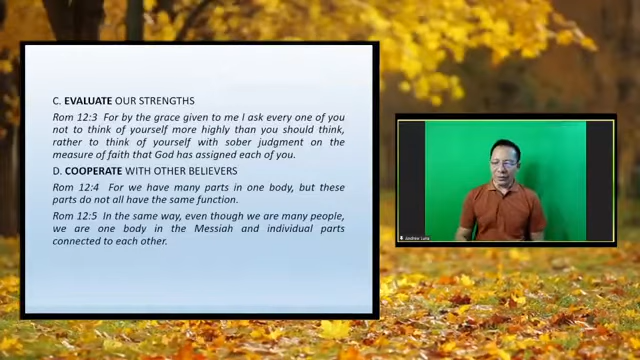 C. EVALUATE OUR STRENGTHS
Rom 12:3 For by the grace given to me I ask every one of you
not to think of yourself more highly than you should think,
rather to think of yourself with sober judgment on the
measure of faith that God has assigned each of you.
D. COOPERATE WITH OTHER BELIEVERS
Rom 12:4 For we have many parts in one body, but these
parts do not all have the same function.
Rom 12:5 In the same way, even though we are many people,
we are one body in the Messiah and individual parts
connected to each other.
Andrew Luna